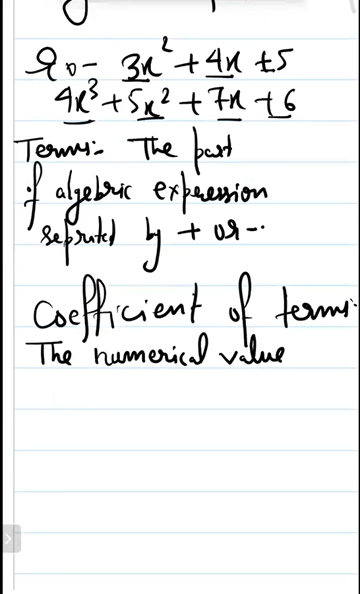 3x² + 4x + 5
4x³ + 5x² + 7x + 6
Terms:- The part
of algebric expression
seprated by + or -.
Coefficient of terms:
The numerical value